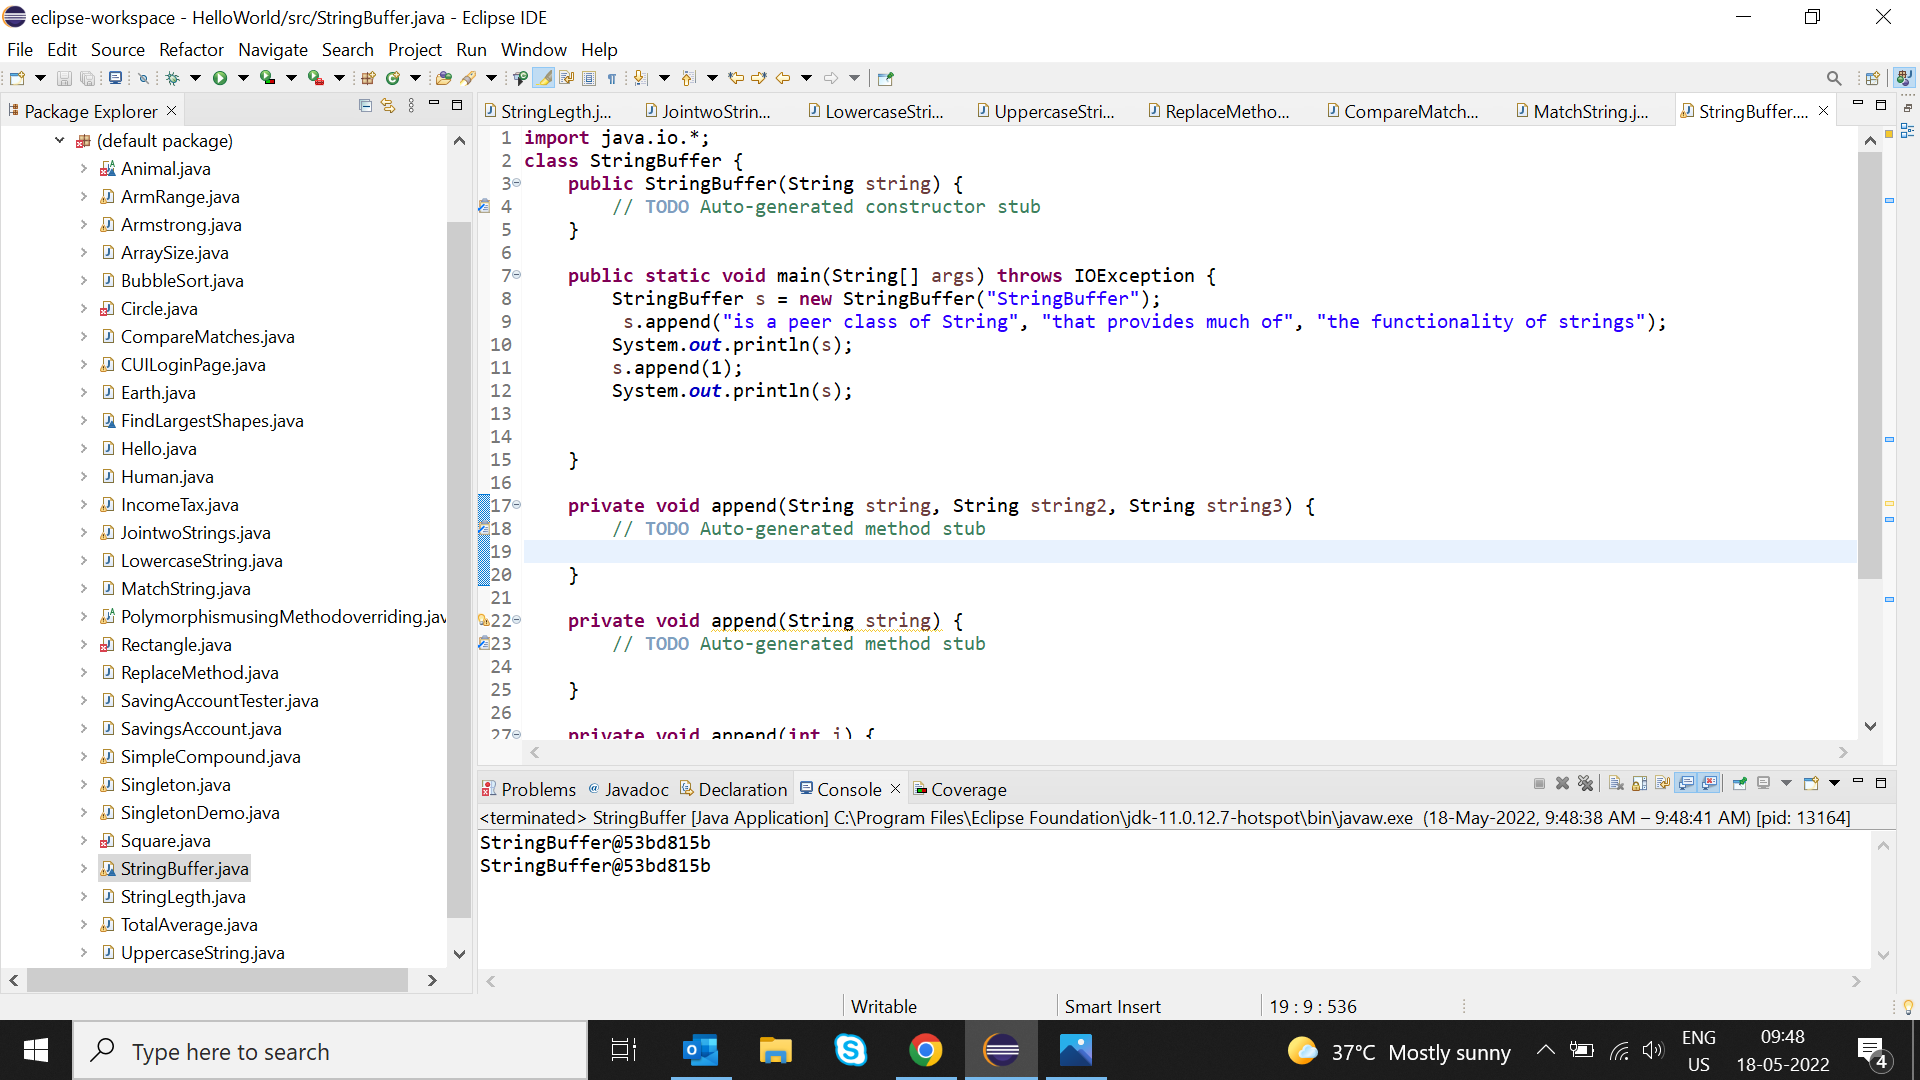 eclipse-workspace - HelloWorld/src/StringBuffer.java - Eclipse IDE
File Edit Source Refactor Navigate Search Project Run Window Help
Package Explorer
(default package)
Animal.java
ArmRange.java
Armstrong.java
ArraySize.java
BubbleSort.java
Circle.java
CompareMatches.java
CUILoginPage.java
Earth.java
FindLargestShapes.java
Hello.java
Human.java
IncomeTax.java
JointwoStrings.java
LowercaseString.java
MatchString.java
PolymorphismusingMethodoverriding.jav
Rectangle.java
ReplaceMethod.java
SavingAccountTester.java
SavingsAccount.java
SimpleCompound.java
Singleton.java
SingletonDemo.java
Square.java
StringBuffer.java
StringLegth.java
TotalAverage.java
UppercaseString.java
StringLegth.j... JointwoStrin... LowercaseStri... UppercaseStri... ReplaceMetho... CompareMatch... MatchString.j... StringBuffer....
1 import java.io.*;
2 class StringBuffer {
3 public StringBuffer(String string) {
4 // TODO Auto-generated constructor stub
5 }
6
7 public static void main(String[] args) throws IOException {
8 StringBuffer s = new StringBuffer("StringBuffer");
9 s.append("is a peer class of String", "that provides much of", "the functionality of strings");
10 System.out.println(s);
11 s.append(1);
12 System.out.println(s);
13
14
15 }
16
17 private void append(String string, String string2, String string3) {
18 // TODO Auto-generated method stub
19
20 }
21
22 private void append(String string) {
23 // TODO Auto-generated method stub
24
25 }
26
27 private void append(int i) {
Problems @ Javadoc Declaration Console Coverage
<terminated> StringBuffer [Java Application] C:\Program Files\Eclipse Foundation\jdk-11.0.12.7-hotspot\bin\javaw.exe (18-May-2022, 9:48:38 AM – 9:48:41 AM) [pid: 13164]
StringBuffer@53bd815b
StringBuffer@53bd815b
Writable Smart Insert 19 : 9 : 536
Type here to search
37°C Mostly sunny
ENG
US
09:48
18-05-2022
4